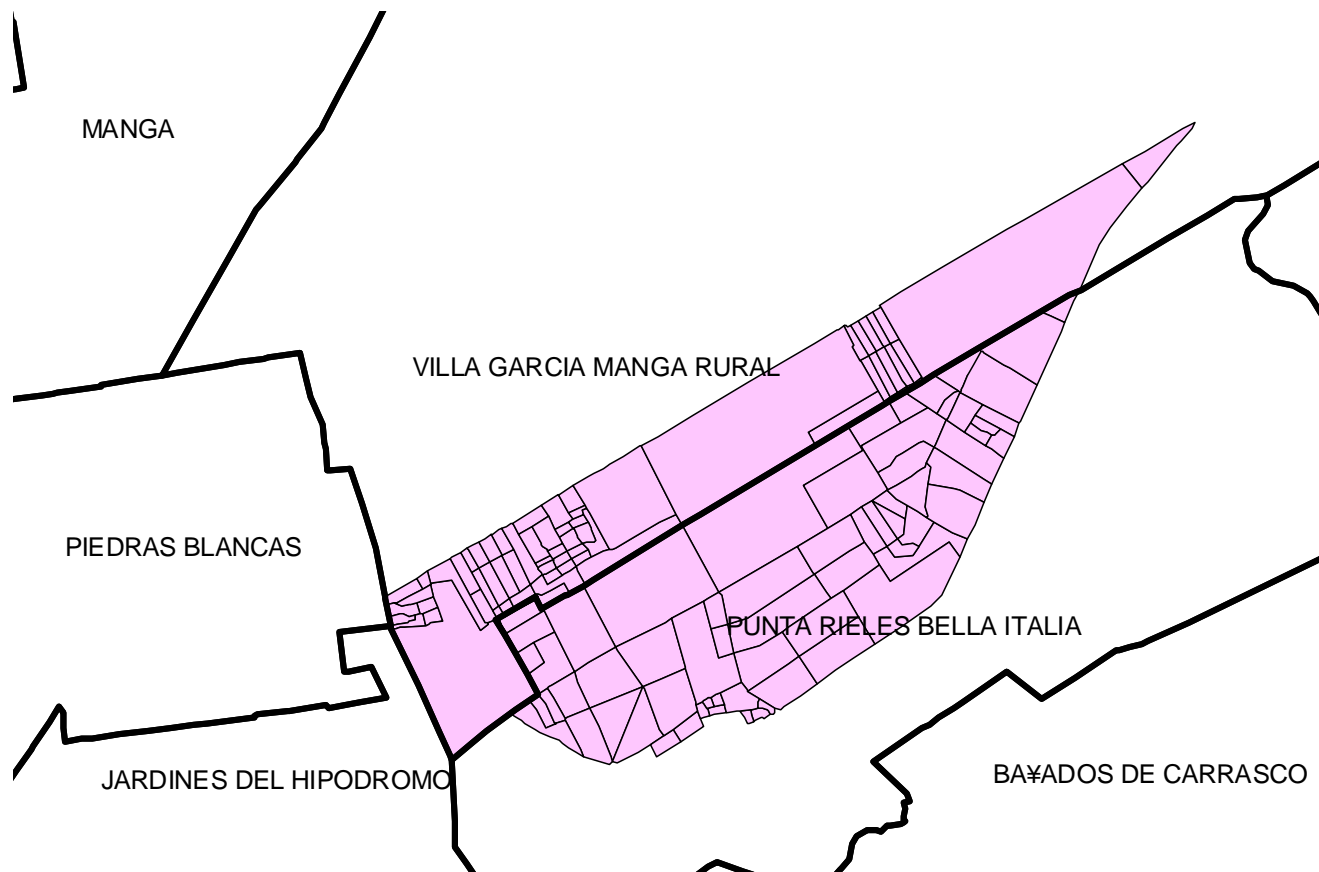 MANGA
VILLA GARCIA MANGA RURAL
PIEDRAS BLANCAS
PUNTA RIELES BELLA ITALIA
JARDINES DEL HIPODROMO
BA¥ADOS DE CARRASCO